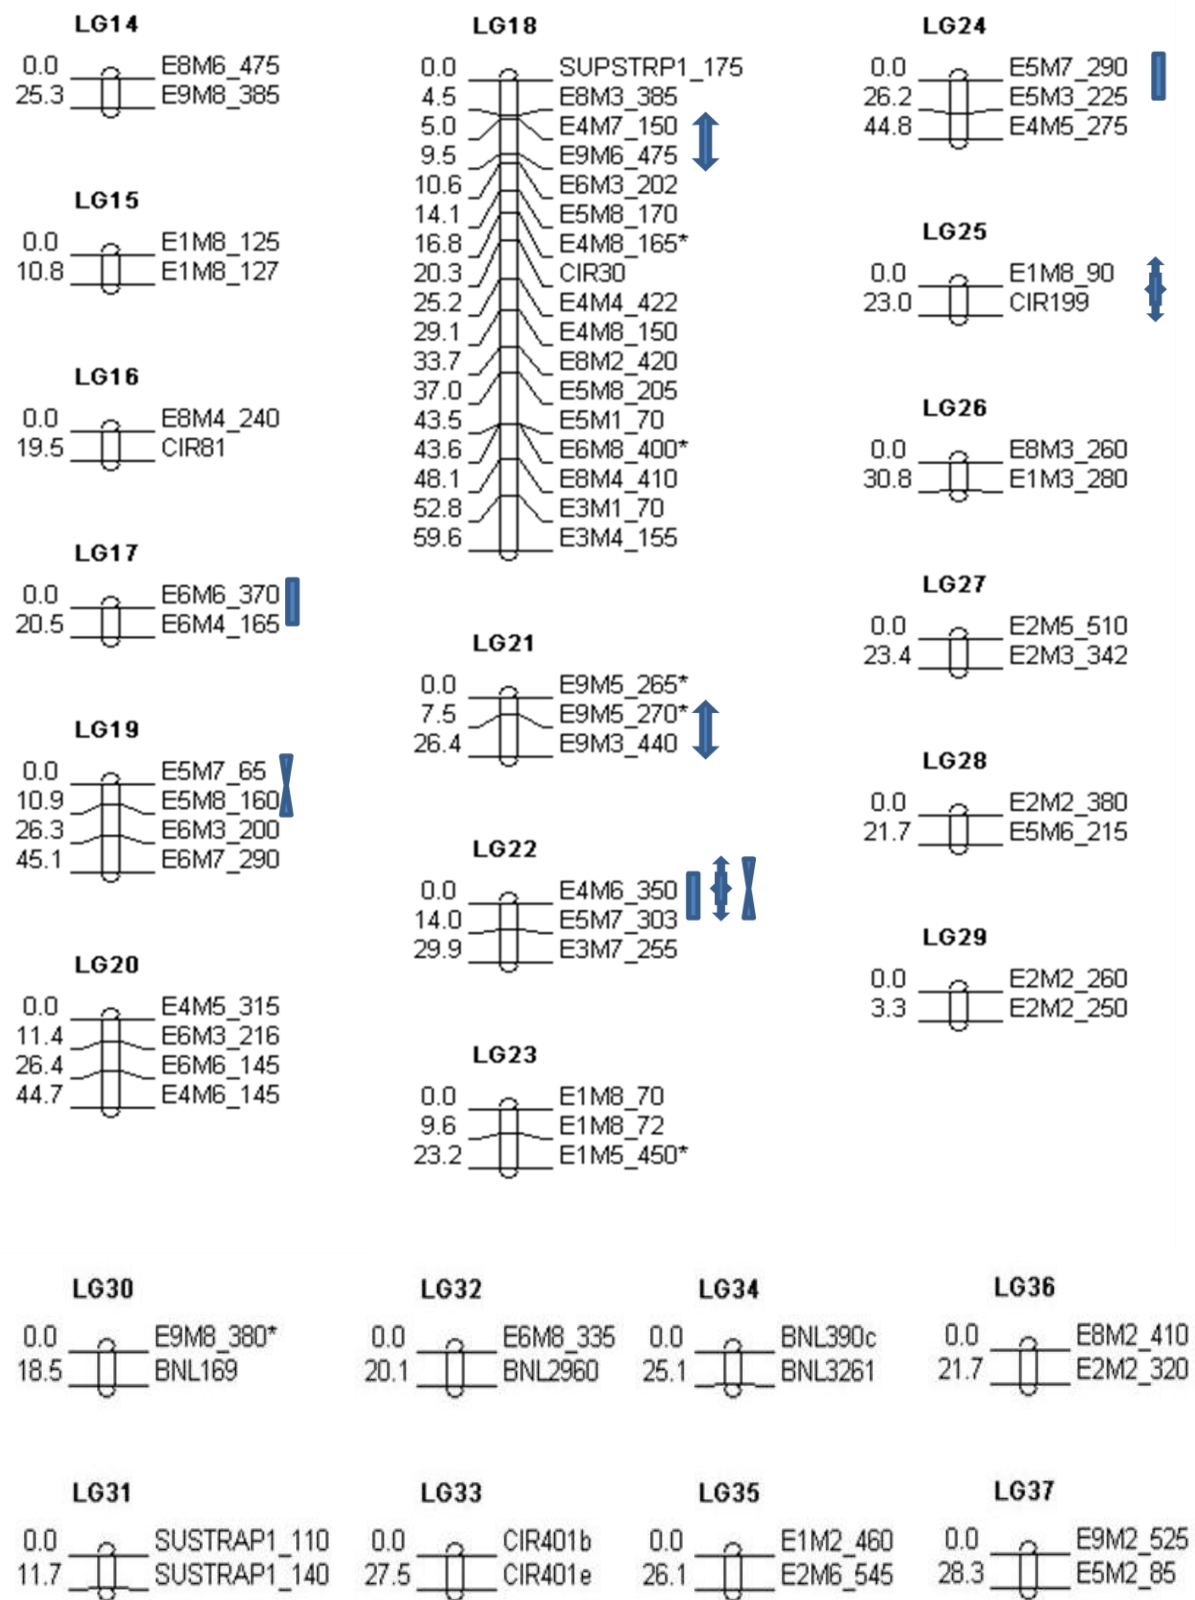 LG14
0.0 E8M6_475
25.3 E9M8_385
LG15
0.0 E1M8_125
10.8 E1M8_127
LG16
0.0 E8M4_240
19.5 CIR81
LG17
0.0 E6M6_370
20.5 E6M4_165
LG19
0.0 E5M7_65
10.9 E5M8_160
26.3 E6M3_200
45.1 E6M7_290
LG20
0.0 E4M5_315
11.4 E6M3_216
26.4 E6M6_145
44.7 E4M6_145
LG18
0.0 SUPSTRP1_175
4.5 E8M3_385
5.0 E4M7_150
9.5 E9M6_475
10.6 E6M3_202
14.1 E5M8_170
16.8 E4M8_165*
20.3 CIR30
25.2 E4M4_422
29.1 E4M8_150
33.7 E8M2_420
37.0 E5M8_205
43.5 E5M1_70
43.6 E6M8_400*
48.1 E8M4_410
52.8 E3M1_70
59.6 E3M4_155
LG21
0.0 E9M5_265*
7.5 E9M5_270*
26.4 E9M3_440
LG22
0.0 E4M6_350
14.0 E5M7_303
29.9 E3M7_255
LG23
0.0 E1M8_70
9.6 E1M8_72
23.2 E1M5_450*
LG24
0.0 E5M7_290
26.2 E5M3_225
44.8 E4M5_275
LG25
0.0 E1M8_90
23.0 CIR199
LG26
0.0 E8M3_260
30.8 E1M3_280
LG27
0.0 E2M5_510
23.4 E2M3_342
LG28
0.0 E2M2_380
21.7 E5M6_215
LG29
0.0 E2M2_260
3.3 E2M2_250
LG30
0.0 E9M8_380*
18.5 BNL169
LG32
0.0 E6M8_335
20.1 BNL2960
LG34
0.0 BNL390c
25.1 BNL3261
LG36
0.0 E8M2_410
21.7 E2M2_320
LG31
0.0 SUSTRAP1_110
11.7 SUSTRAP1_140
LG33
0.0 CIR401b
27.5 CIR401e
LG35
0.0 E1M2_460
26.1 E2M6_545
LG37
0.0 E9M2_525
28.3 E5M2_85